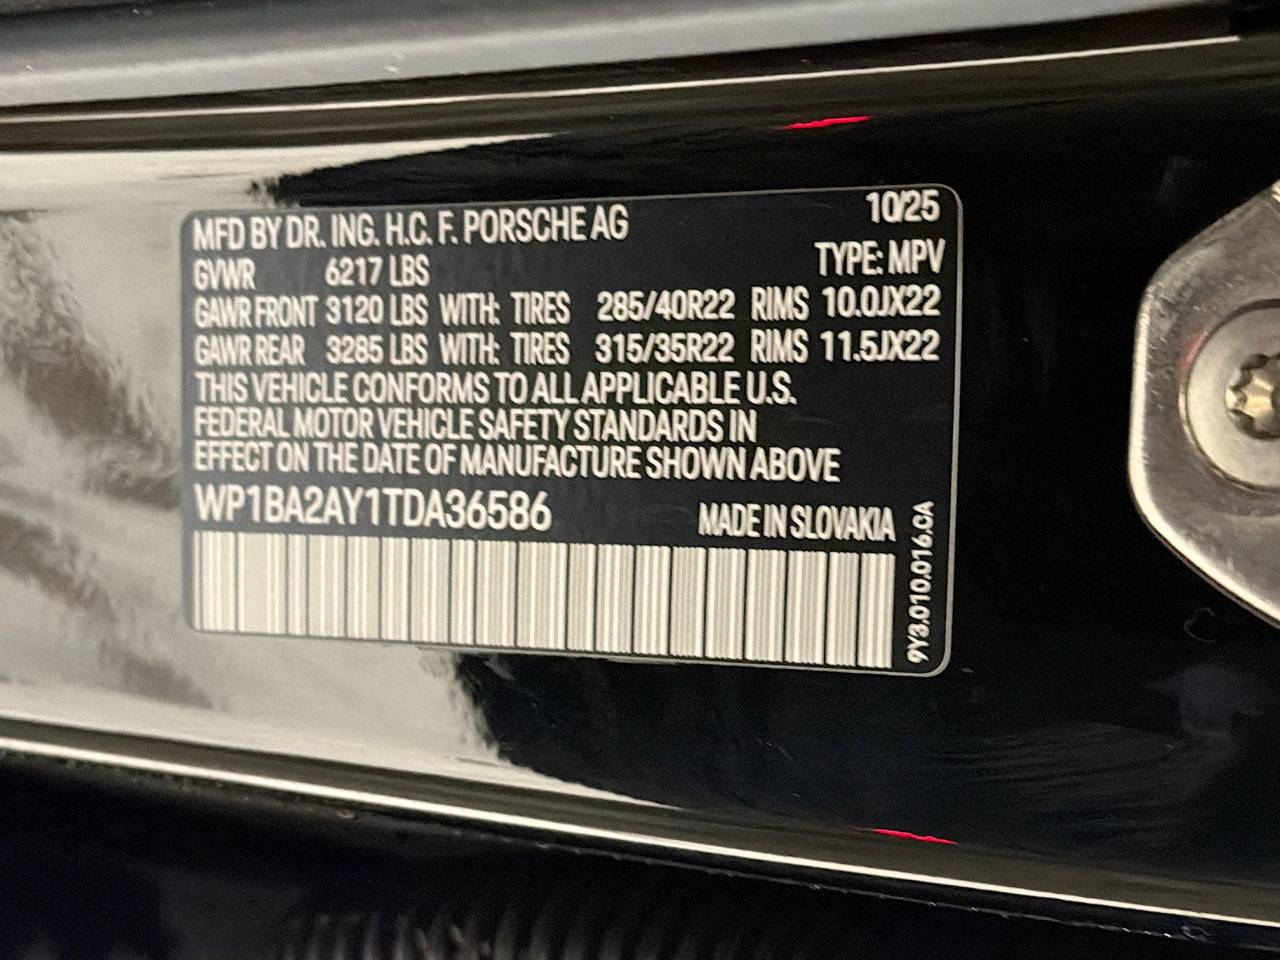 MFD BY DR. ING. H.C. F. PORSCHE AG 10/25
GVWR 6217 LBS TYPE: MPV
GAWR FRONT 3120 LBS WITH: TIRES 285/40R22 RIMS 10.0JX22
GAWR REAR 3285 LBS WITH: TIRES 315/35R22 RIMS 11.5JX22
THIS VEHICLE CONFORMS TO ALL APPLICABLE U.S.
FEDERAL MOTOR VEHICLE SAFETY STANDARDS IN
EFFECT ON THE DATE OF MANUFACTURE SHOWN ABOVE
WP1BA2AY1TDA36586 MADE IN SLOVAKIA
9Y3.010.016.CA